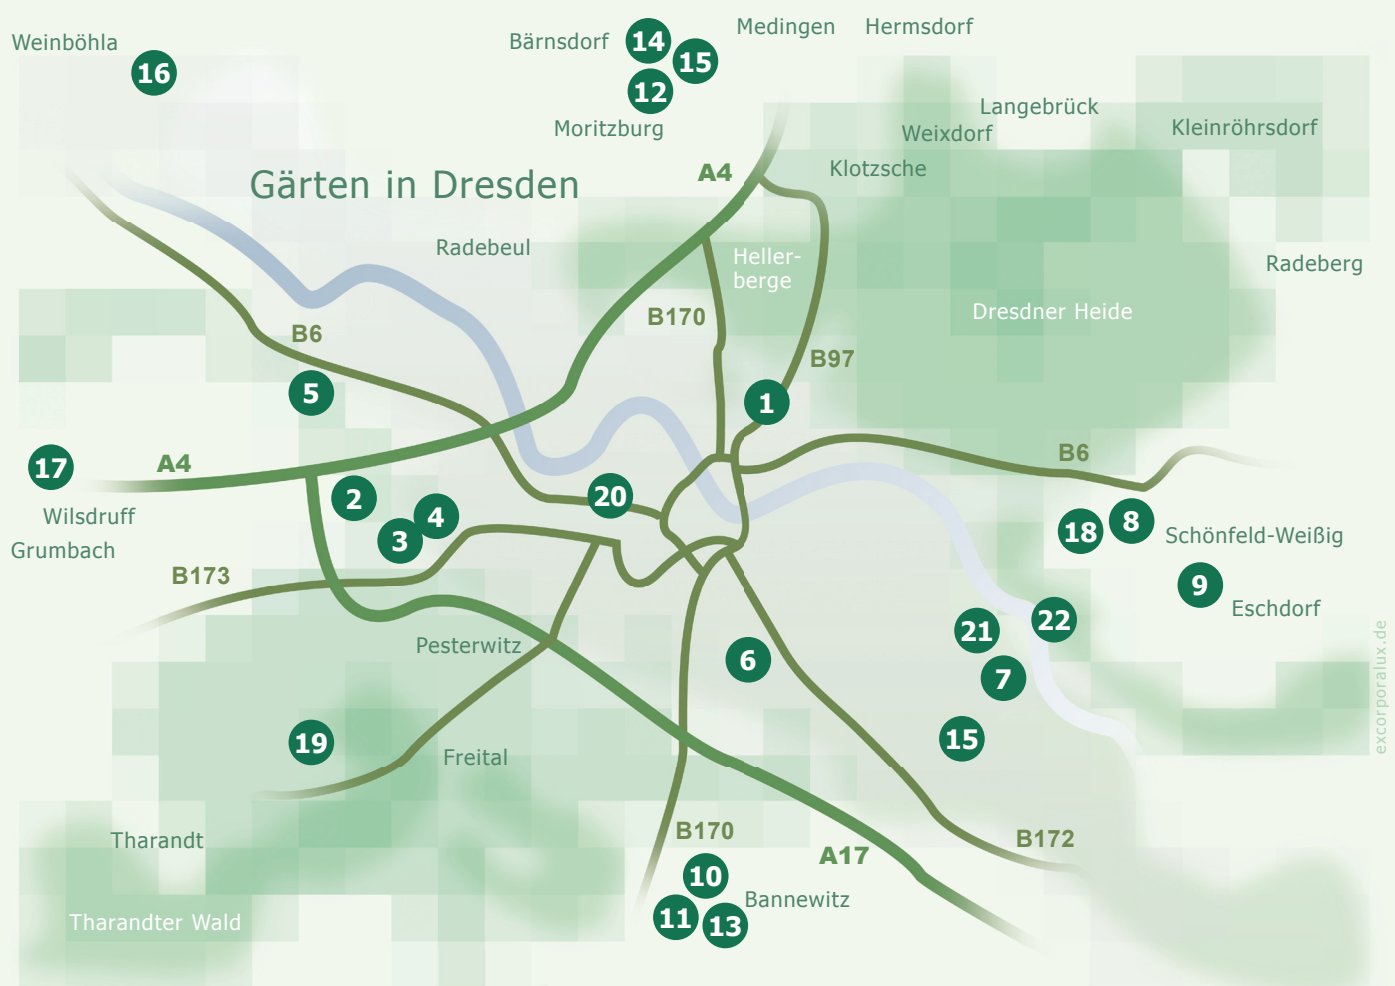 Weinböhla
16
Bärnsdorf
14
15
12
Moritzburg
Medingen
Hermsdorf
Langebrück
Weixdorf
Kleinröhrsdorf
Klotzsche
A4
Gärten in Dresden
Radebeul
Heller-
berge
Radeberg
Dresdner Heide
B170
B6
B97
5
1
B6
17
A4
2
20
4
3
Wilsdruff
Grumbach
18
8
Schönfeld-Weißig
9
Eschdorf
B173
22
21
Pesterwitz
6
7
excorporalux.de
19
15
Freital
Tharandt
B170
B172
A17
10
Bannewitz
11
13
Tharandter Wald